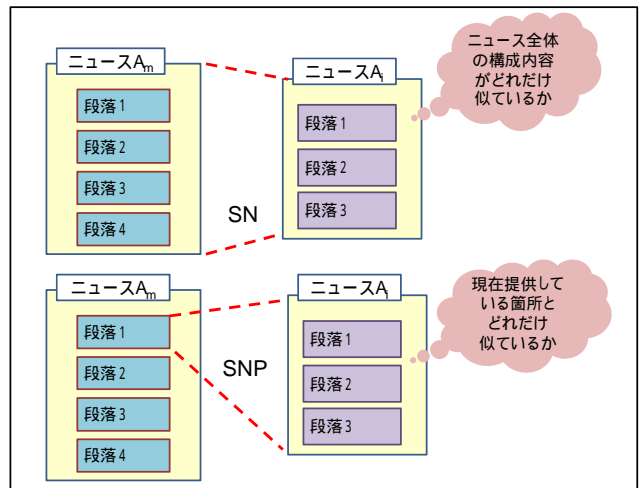 ニュースAm
段落1
段落2
段落3
段落4
SN
ニュースAi
段落1
段落2
段落3
ニュース全体
の構成内容
がどれだけ
似ているか
ニュースAm
段落1
段落2
段落3
段落4
SNP
ニュースAi
段落1
段落2
段落3
現在提供して
いる箇所と
どれだけ
似ているか